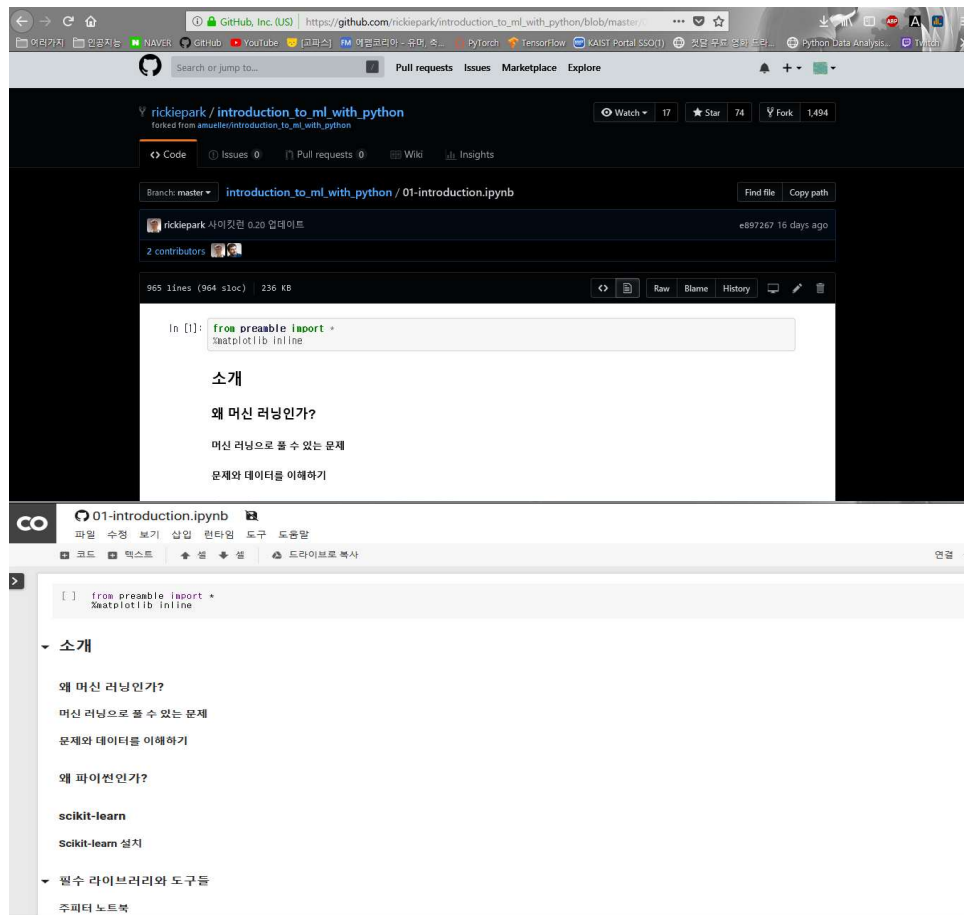 GitHub, Inc. (US) https://github.com/rickiepark/introduction_to_ml_with_python/blob/master/
여러가지 인공지능 NAVER GitHub YouTube [고파스] 에펨코리아 - 유머, 축... PyTorch TensorFlow KAIST Portal SSO(1) Python Data Analysis... Twitch
Search or jump to... / Pull requests Issues Marketplace Explore
rickiepark / introduction_to_ml_with_python
forked from amueller/introduction_to_ml_with_python
Watch 17 Star 74 Fork 1,494
Code Issues 0 Pull requests 0 Wiki Insights
Branch: master introduction_to_ml_with_python / 01-introduction.ipynb Find file Copy path
rickiepark 사이킷런 0.20 업데이트 e897267 16 days ago
2 contributors
965 lines (964 sloc) 236 KB <> Raw Blame History
In [1]: from preamble import *
%matplotlib inline
소개
왜 머신 러닝인가?
머신 러닝으로 풀 수 있는 문제
문제와 데이터를 이해하기
CO 01-introduction.ipynb
파일 수정 보기 삽입 런타임 도구 도움말
코드 텍스트 셀 셀 드라이브로 복사 연결
[ ] from preamble import *
%matplotlib inline
소개
왜 머신 러닝인가?
머신 러닝으로 풀 수 있는 문제
문제와 데이터를 이해하기
왜 파이썬인가?
scikit-learn
Scikit-learn 설치
필수 라이브러리와 도구들
주피터 노트북